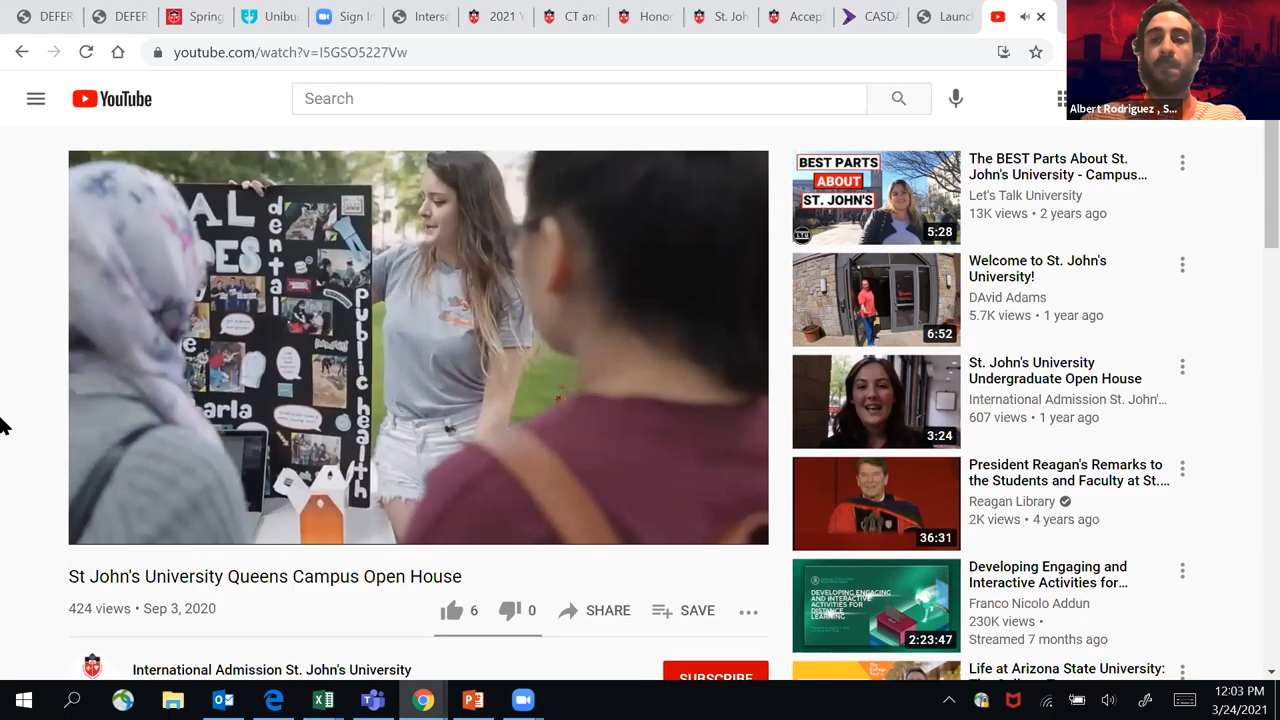 DEFER
DEFER
Spring
Unibu
Sign i
Intera
2021
IT and
Honor
St. Joh
Accep
CASDA
Launc
youtube.com/watch?v=I5GSO5227Vw
YouTube
Search
Albert Rodriguez , S...
publichealth
arla
BEST PARTS
ABOUT
ST. JOHN'S
5:28
The BEST Parts About St.
John's University - Campus...
Let's Talk University
13K views • 2 years ago
6:52
Welcome to St. John's
University!
DAvid Adams
5.7K views • 1 year ago
3:24
St. John's University
Undergraduate Open House
International Admission St. John'...
607 views • 1 year ago
36:31
President Reagan's Remarks to
the Students and Faculty at St....
Reagan Library
2K views • 4 years ago
DEVELOPING ENGAGING
AND INTERACTIVE
ACTIVITIES FOR
DISTANCE
LEARNING
2:23:47
Developing Engaging and
Interactive Activities for...
Franco Nicolo Addun
230K views •
Streamed 7 months ago
Life at Arizona State University:
St John's University Queens Campus Open House
424 views • Sep 3, 2020
6
0
SHARE
SAVE
International Admission St. John's University
SUBSCRIBE
12:03 PM
3/24/2021